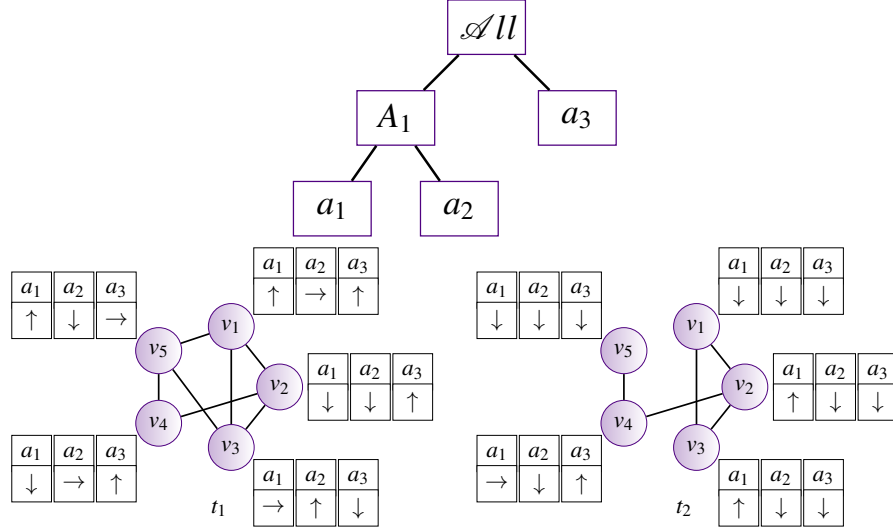 𝒜ll
A₁ a₃
a₁ a₂
a₁ a₂ a₃
↑ → ↑
a₁ a₂ a₃
↑ ↓ →
v₁
v₅
v₂
a₁ a₂ a₃
↓ ↓ ↑
v₄
v₃
a₁ a₂ a₃
↓ → ↑
a₁ a₂ a₃
→ ↑ ↓
t₁
a₁ a₂ a₃
↓ ↓ ↓
a₁ a₂ a₃
↓ ↓ ↓
v₁
v₅
v₂
a₁ a₂ a₃
↑ ↓ ↓
v₄
v₃
a₁ a₂ a₃
→ ↓ ↑
a₁ a₂ a₃
↑ ↓ ↓
t₂